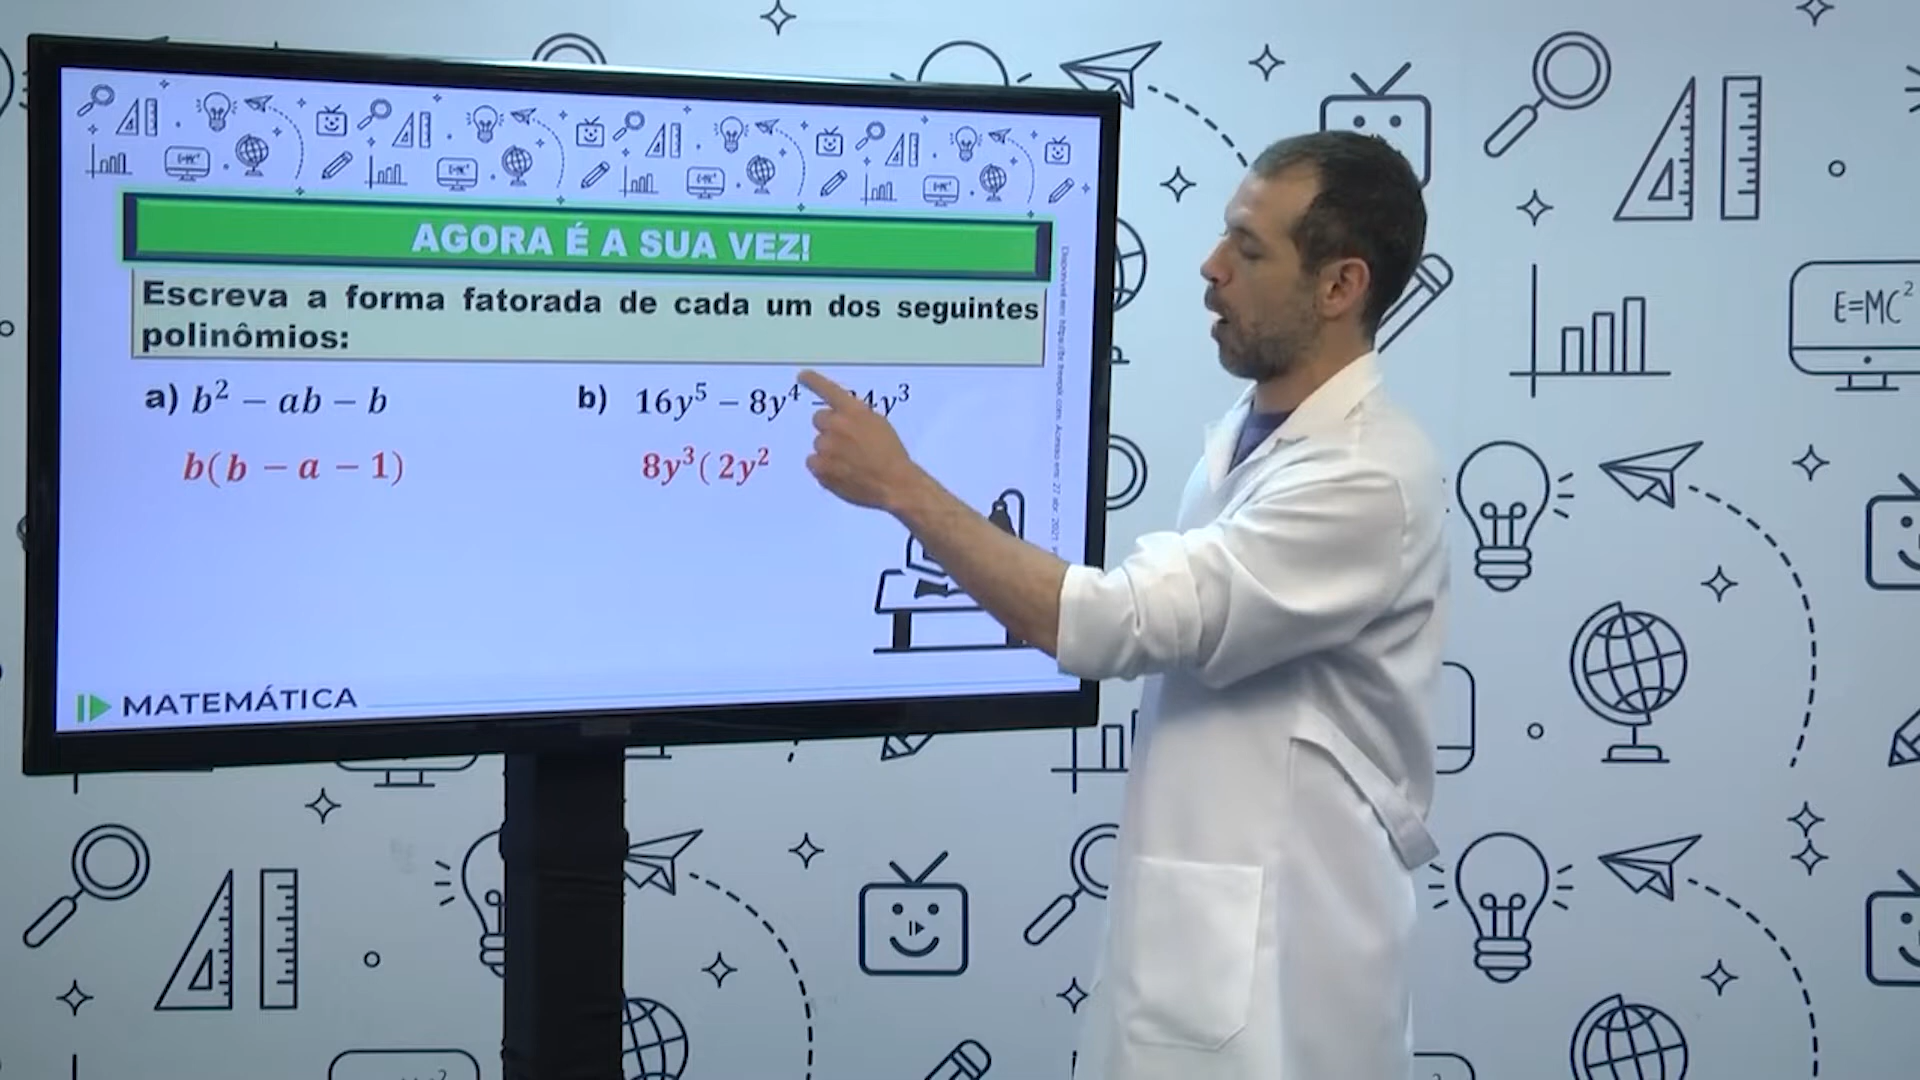 AGORA É A SUA VEZ!
Escreva a forma fatorada de cada um dos seguintes
polinômios:
a) b² – ab – b
b) 16y⁵ – 8y⁴ – 4y³
b(b – a – 1)
8y³(2y²
MATEMÁTICA
E=MC²